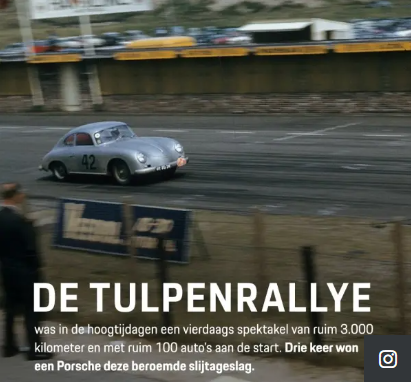 42
DE TULPENRALLYE
was in de hoogtijdagen een vierdaags spektakel van ruim 3.000
kilometer en met ruim 100 auto's aan de start. Drie keer won
een Porsche deze beroemde slijtageslag.